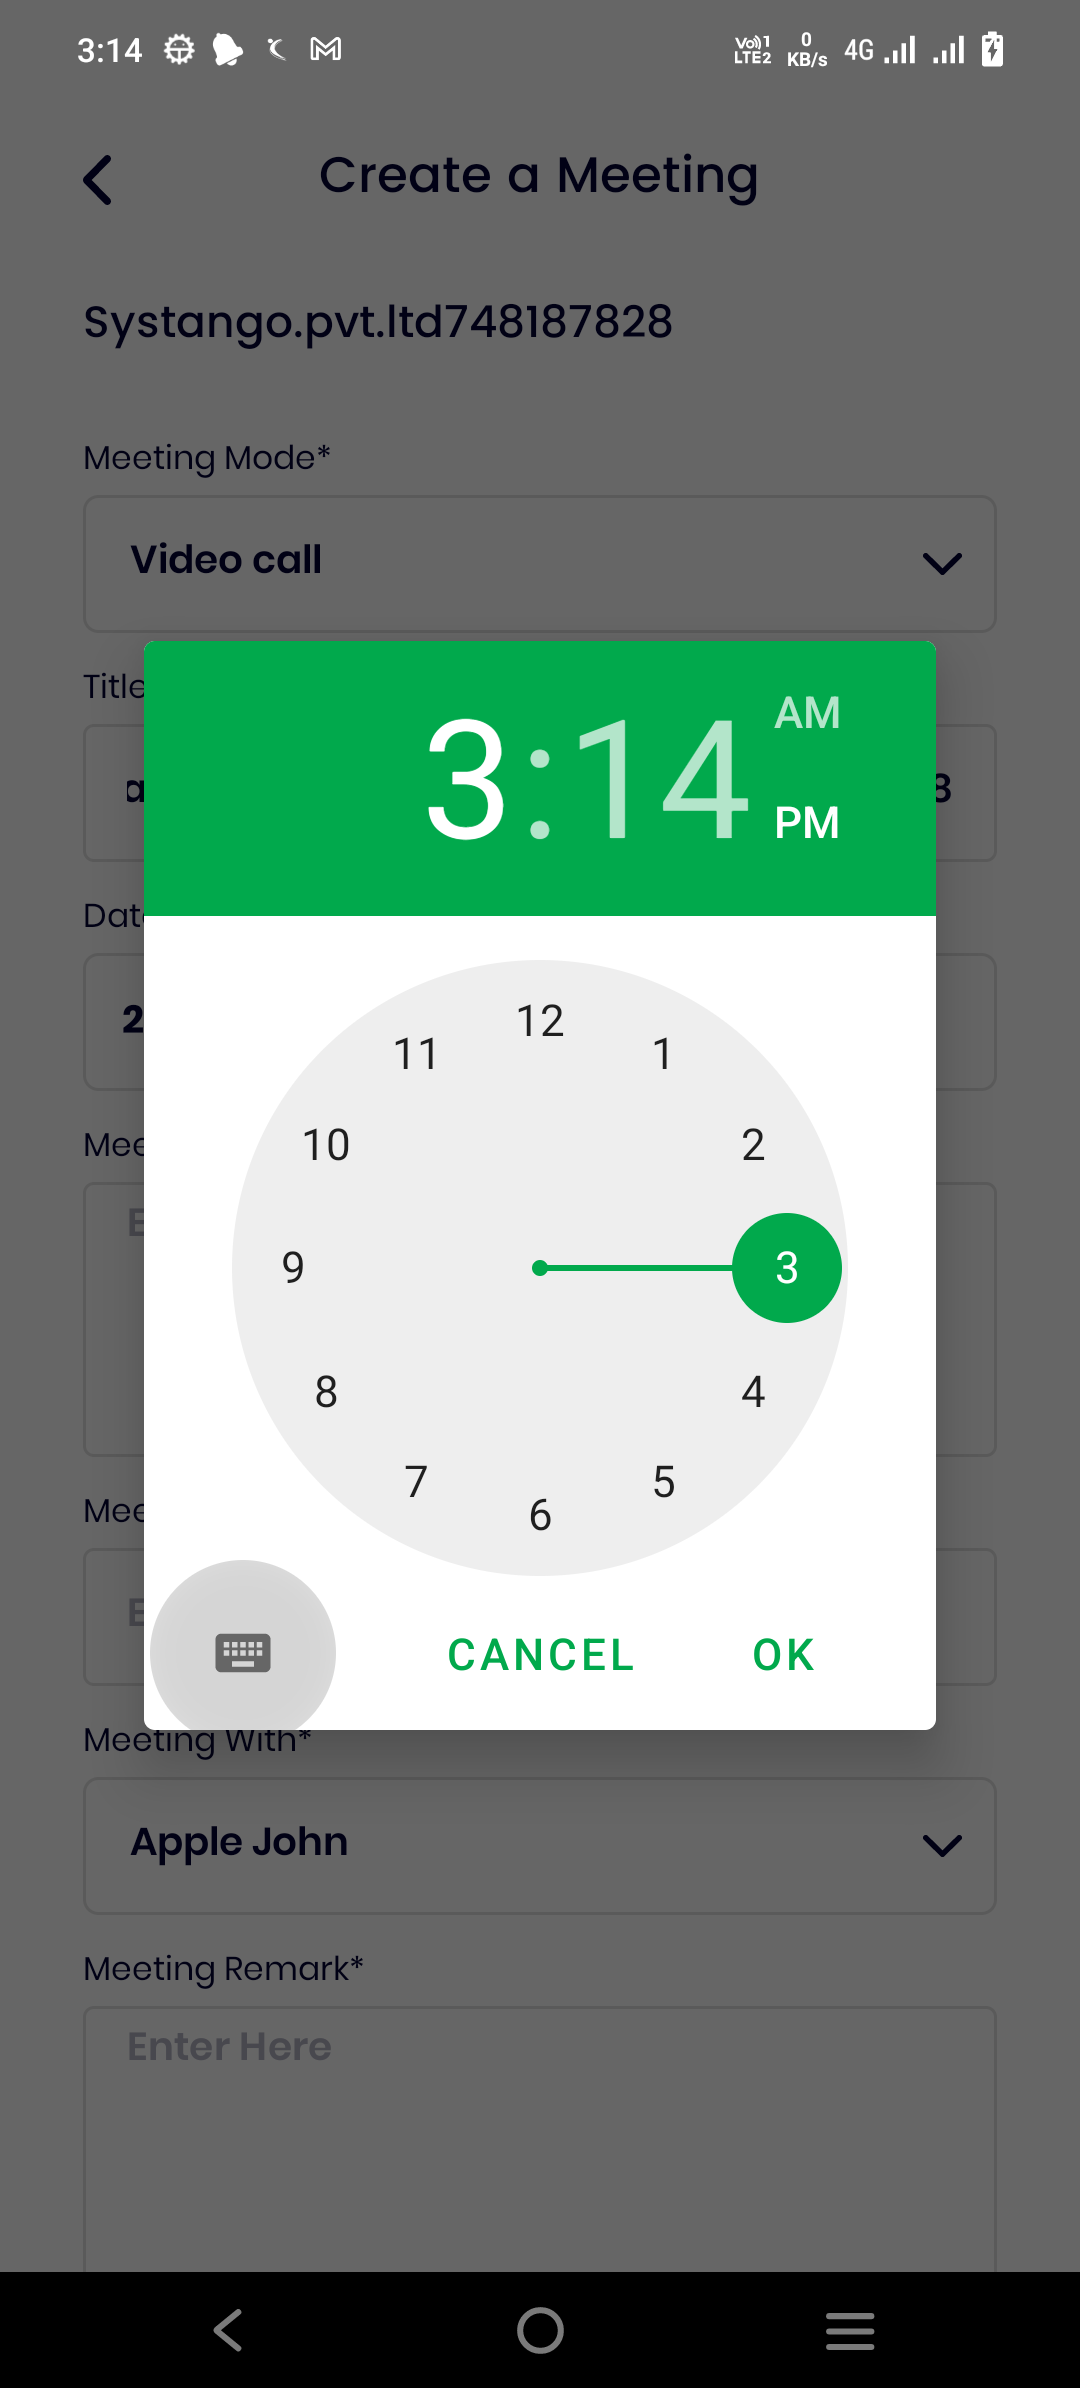 3:14 Vo)) 1 LTE2 0 KB/s 4G
Create a Meeting
Systango.pvt.ltd748187828
Meeting Mode*
Video call
Title
a 8
Dat
2
Mee
E
Mee
E
3:14
AM
PM
12
11 1
10 2
9 3
8 4
7 5
6
CANCEL OK
Meeting With*
Apple John
Meeting Remark*
Enter Here